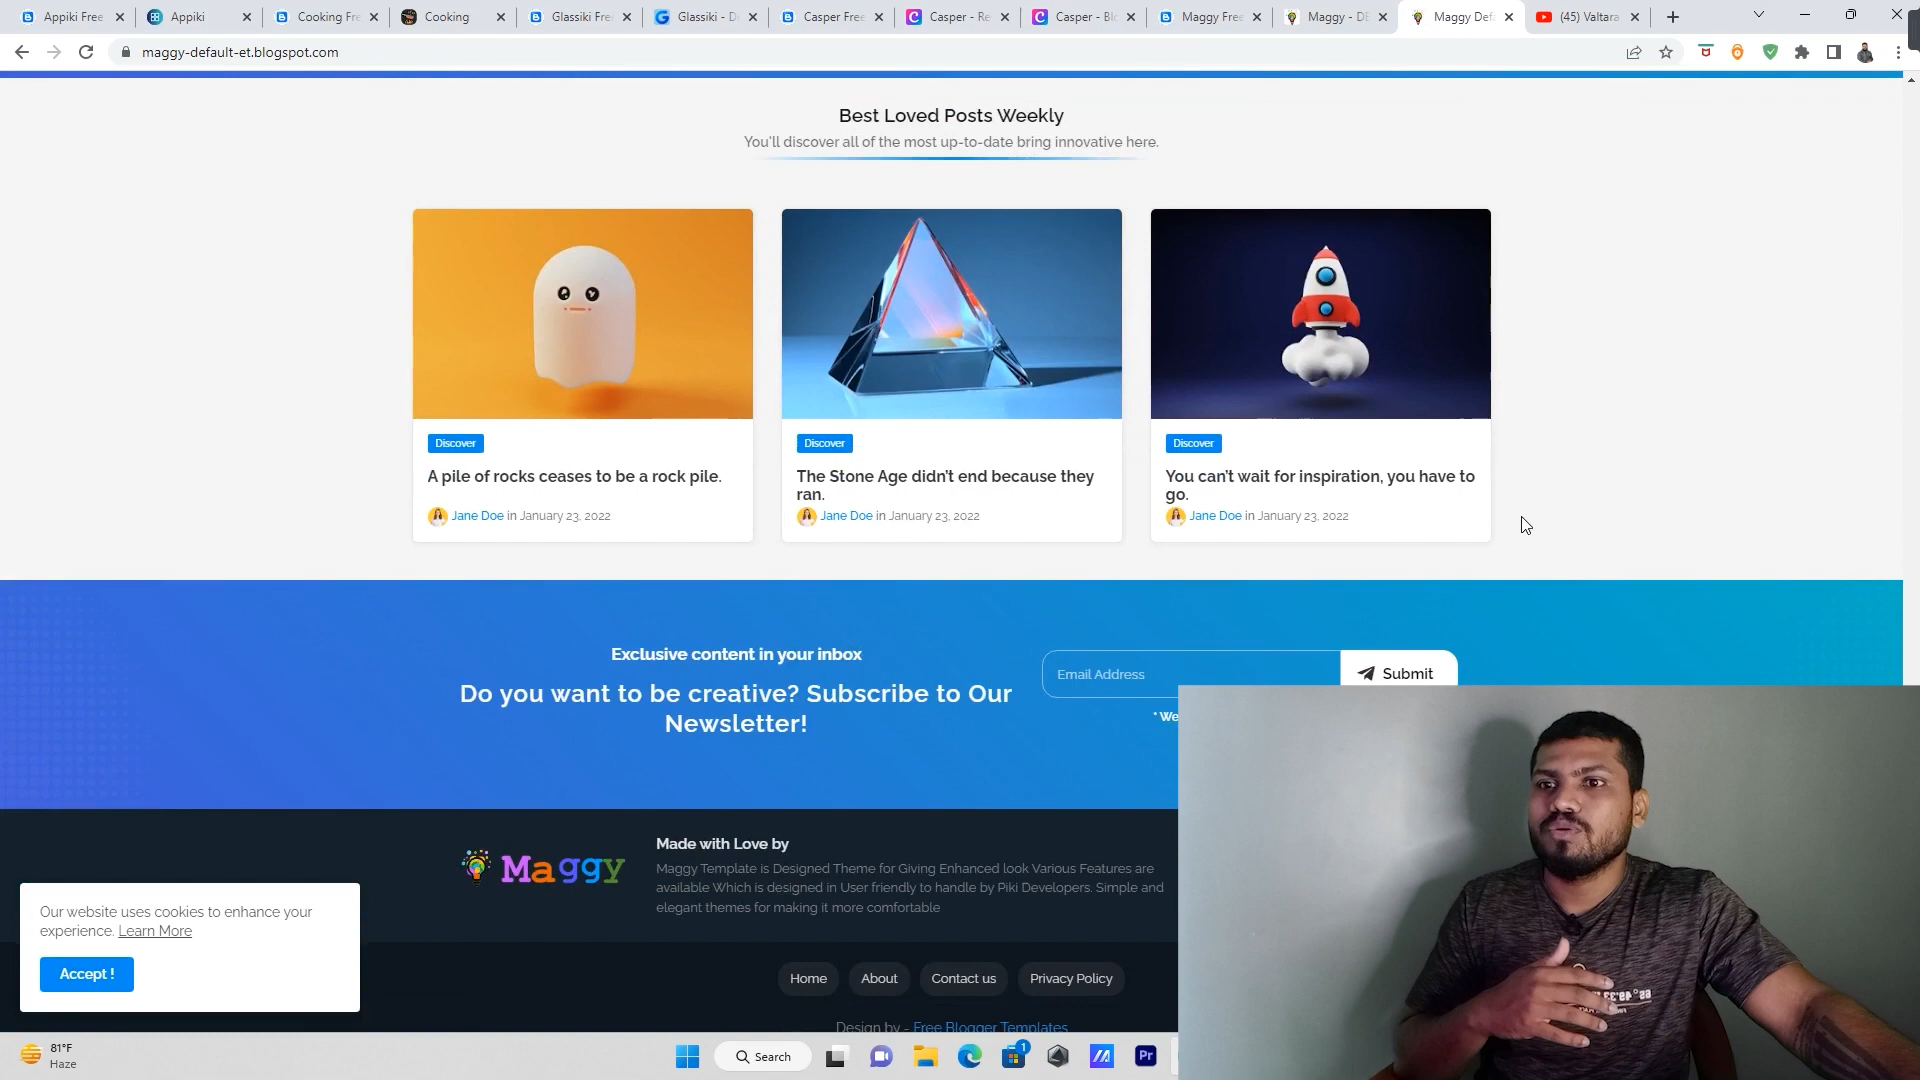 Appiki Free
Appiki
Cooking Fre
Cooking
Glassiki Fre
Glassiki - D
Casper Free
Casper - Re
Casper - Blo
Maggy Free
Maggy - DE
Maggy Defa
(45) Valtara
maggy-default-et.blogspot.com
Best Loved Posts Weekly
You'll discover all of the most up-to-date bring innovative here.
Discover
A pile of rocks ceases to be a rock pile.
Jane Doe in January 23, 2022
Discover
The Stone Age didn't end because they
ran.
Jane Doe in January 23, 2022
Discover
You can't wait for inspiration, you have to
go.
Jane Doe in January 23, 2022
Exclusive content in your inbox
Do you want to be creative? Subscribe to Our
Newsletter!
Email Address
Submit
* We
Maggy
Made with Love by
Maggy Template is Designed Theme for Giving Enhanced look Various Features are
available Which is designed in User friendly to handle by Piki Developers. Simple and
elegant themes for making it more comfortable
Our website uses cookies to enhance your
experience. Learn More
Accept !
Home
About
Contact us
Privacy Policy
Design by - Free Blogger Templates
81°F
Haze
Search
1
Pr